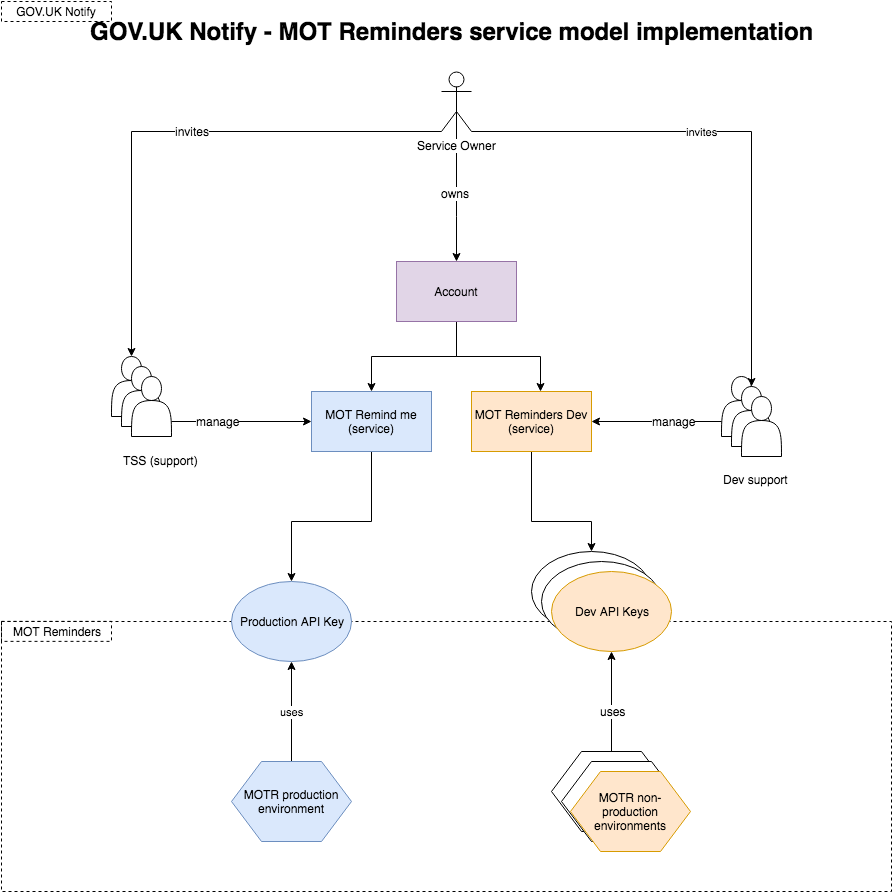 GOV.UK Notify
GOV.UK Notify - MOT Reminders service model implementation
invites
invites
Service Owner
owns
Account
MOT Remind me
(service)
MOT Reminders Dev
(service)
manage
manage
TSS (support)
Dev support
Production API Key
Dev API Keys
MOT Reminders
uses
uses
MOTR production
environment
MOTR non-
production
environments